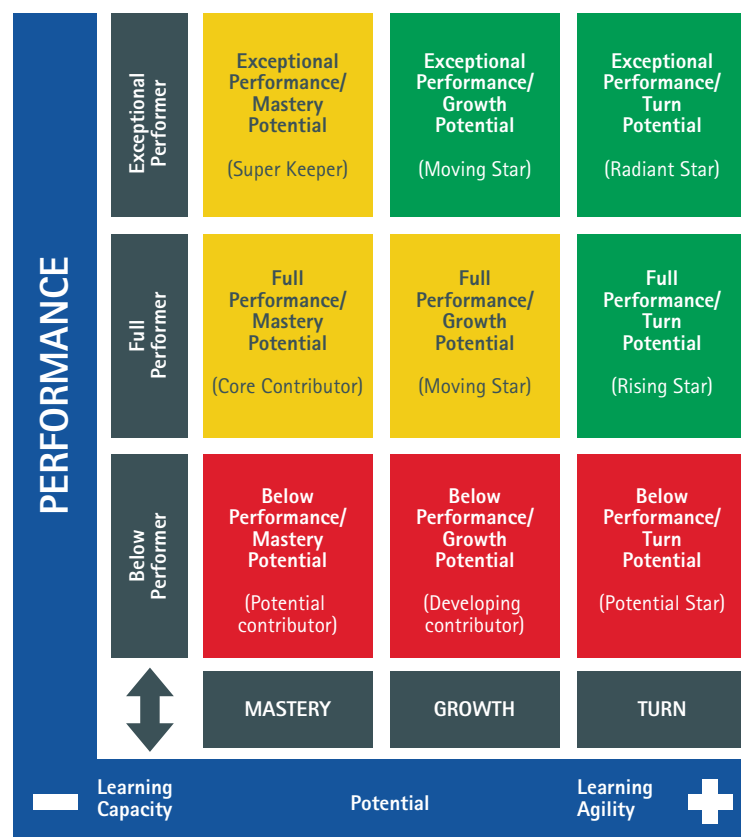 PERFORMANCE
Exceptional
Performer
Exceptional
Performance/
Mastery
Potential
(Super Keeper)
Exceptional
Performance/
Growth
Potential
(Moving Star)
Exceptional
Performance/
Turn
Potential
(Radiant Star)
Full
Performer
Full
Performance/
Mastery
Potential
(Core Contributor)
Full
Performance/
Growth
Potential
(Moving Star)
Full
Performance/
Turn
Potential
(Rising Star)
Below
Performer
Below
Performance/
Mastery
Potential
(Potential
contributor)
Below
Performance/
Growth
Potential
(Developing
contributor)
Below
Performance/
Turn
Potential
(Potential Star)
MASTERY
GROWTH
TURN
Learning
Capacity
Potential
Learning
Agility